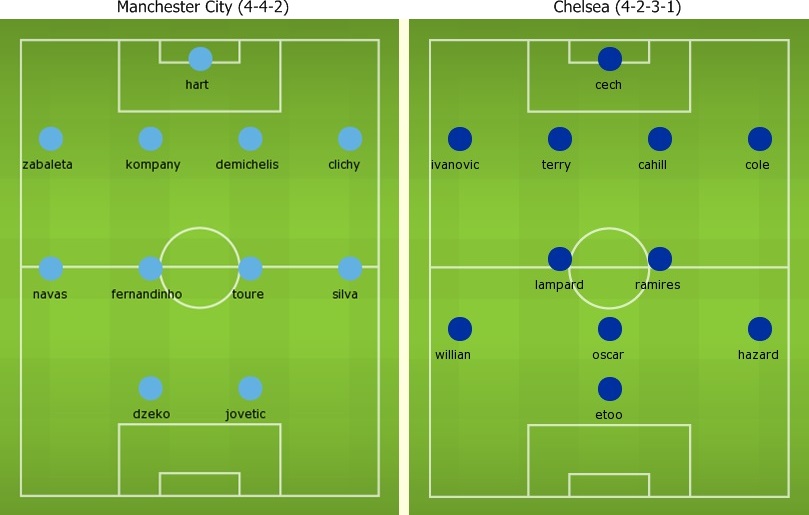 Manchester City (4-4-2)
hart
zabaleta kompany demichelis clichy
navas fernandinho toure silva
dzeko jovetic
Chelsea (4-2-3-1)
cech
ivanovic terry cahill cole
lampard ramires
willian oscar hazard
etoo